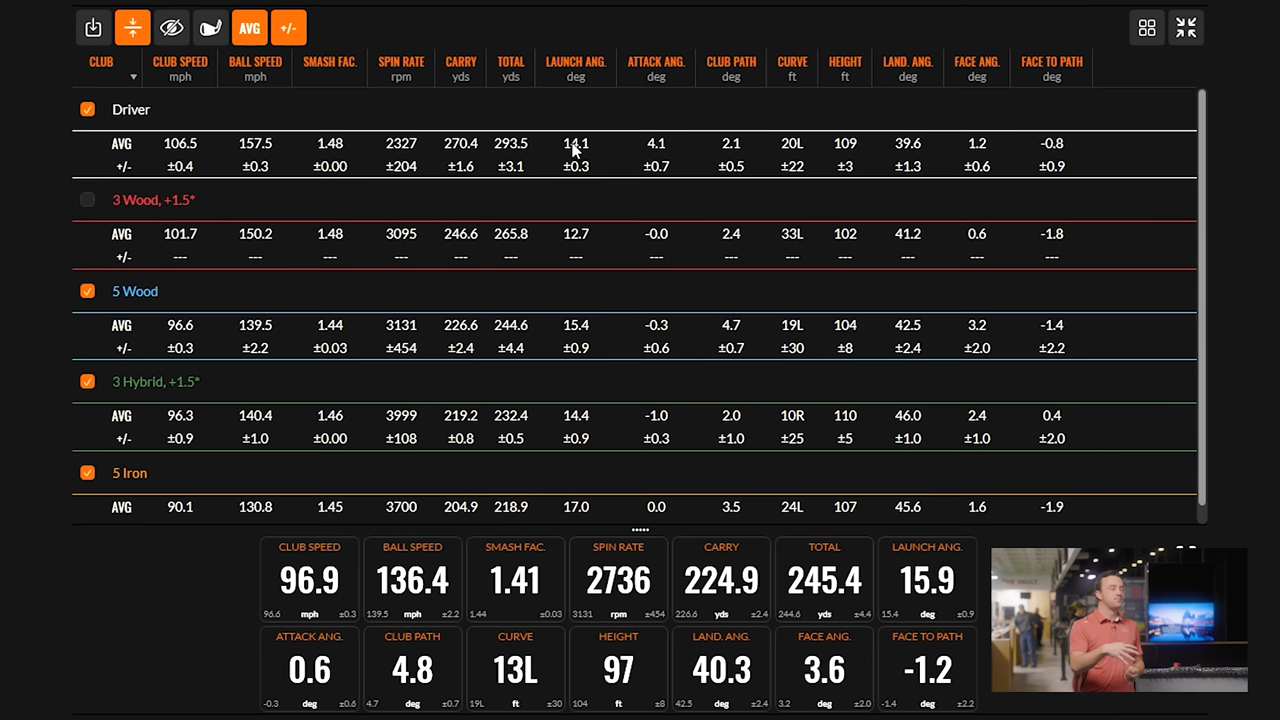 AVG +/-
CLUB CLUB SPEED BALL SPEED SMASH FAC. SPIN RATE CARRY TOTAL LAUNCH ANG. ATTACK ANG. CLUB PATH CURVE HEIGHT LAND. ANG. FACE ANG. FACE TO PATH
mph mph rpm yds yds deg deg deg ft ft deg deg deg
Driver
AVG 106.5 157.5 1.48 2327 270.4 293.5 14.1 4.1 2.1 20L 109 39.6 1.2 -0.8
+/- ±0.4 ±0.3 ±0.00 ±204 ±1.6 ±3.1 ±0.3 ±0.7 ±0.5 ±22 ±3 ±1.3 ±0.6 ±0.9
3 Wood, +1.5*
AVG 101.7 150.2 1.48 3095 246.6 265.8 12.7 -0.0 2.4 33L 102 41.2 0.6 -1.8
+/- --- --- --- --- --- --- --- --- --- --- --- --- --- ---
5 Wood
AVG 96.6 139.5 1.44 3131 226.6 244.6 15.4 -0.3 4.7 19L 104 42.5 3.2 -1.4
+/- ±0.3 ±2.2 ±0.03 ±454 ±2.4 ±4.4 ±0.9 ±0.6 ±0.7 ±30 ±8 ±2.4 ±2.0 ±2.2
3 Hybrid, +1.5*
AVG 96.3 140.4 1.46 3999 219.2 232.4 14.4 -1.0 2.0 10R 110 46.0 2.4 0.4
+/- ±0.9 ±1.0 ±0.00 ±108 ±0.8 ±0.5 ±0.9 ±0.3 ±1.0 ±25 ±5 ±1.0 ±1.0 ±2.0
5 Iron
AVG 90.1 130.8 1.45 3700 204.9 218.9 17.0 0.0 3.5 24L 107 45.6 1.6 -1.9
CLUB SPEED BALL SPEED SMASH FAC. SPIN RATE CARRY TOTAL LAUNCH ANG.
96.9 136.4 1.41 2736 224.9 245.4 15.9
96.6 mph ±0.3 139.5 mph ±2.2 1.44 ±0.03 3131 rpm ±454 226.6 yds ±2.4 244.6 yds ±4.4 15.4 deg ±0.9
ATTACK ANG. CLUB PATH CURVE HEIGHT LAND. ANG. FACE ANG. FACE TO PATH
0.6 4.8 13L 97 40.3 3.6 -1.2
-0.3 deg ±0.6 4.7 deg ±0.7 19L ft ±30 104 ft ±8 42.5 deg ±2.4 3.2 deg ±2.0 -1.4 deg ±2.2